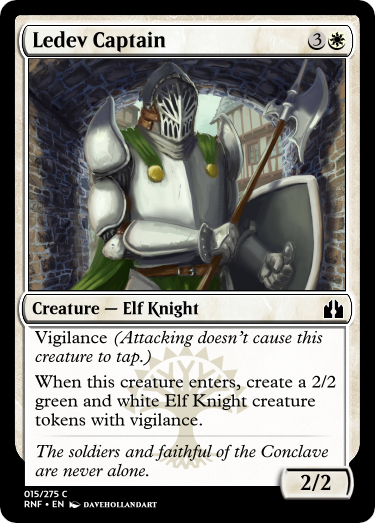 Ledev Captain 3
Creature — Elf Knight
Vigilance (Attacking doesn't cause this
creature to tap.)
When this creature enters, create a 2/2
green and white Elf Knight creature
tokens with vigilance.
The soldiers and faithful of the Conclave
are never alone.
2/2
015/275 C
RNF • EN DAVEHOLLANDART